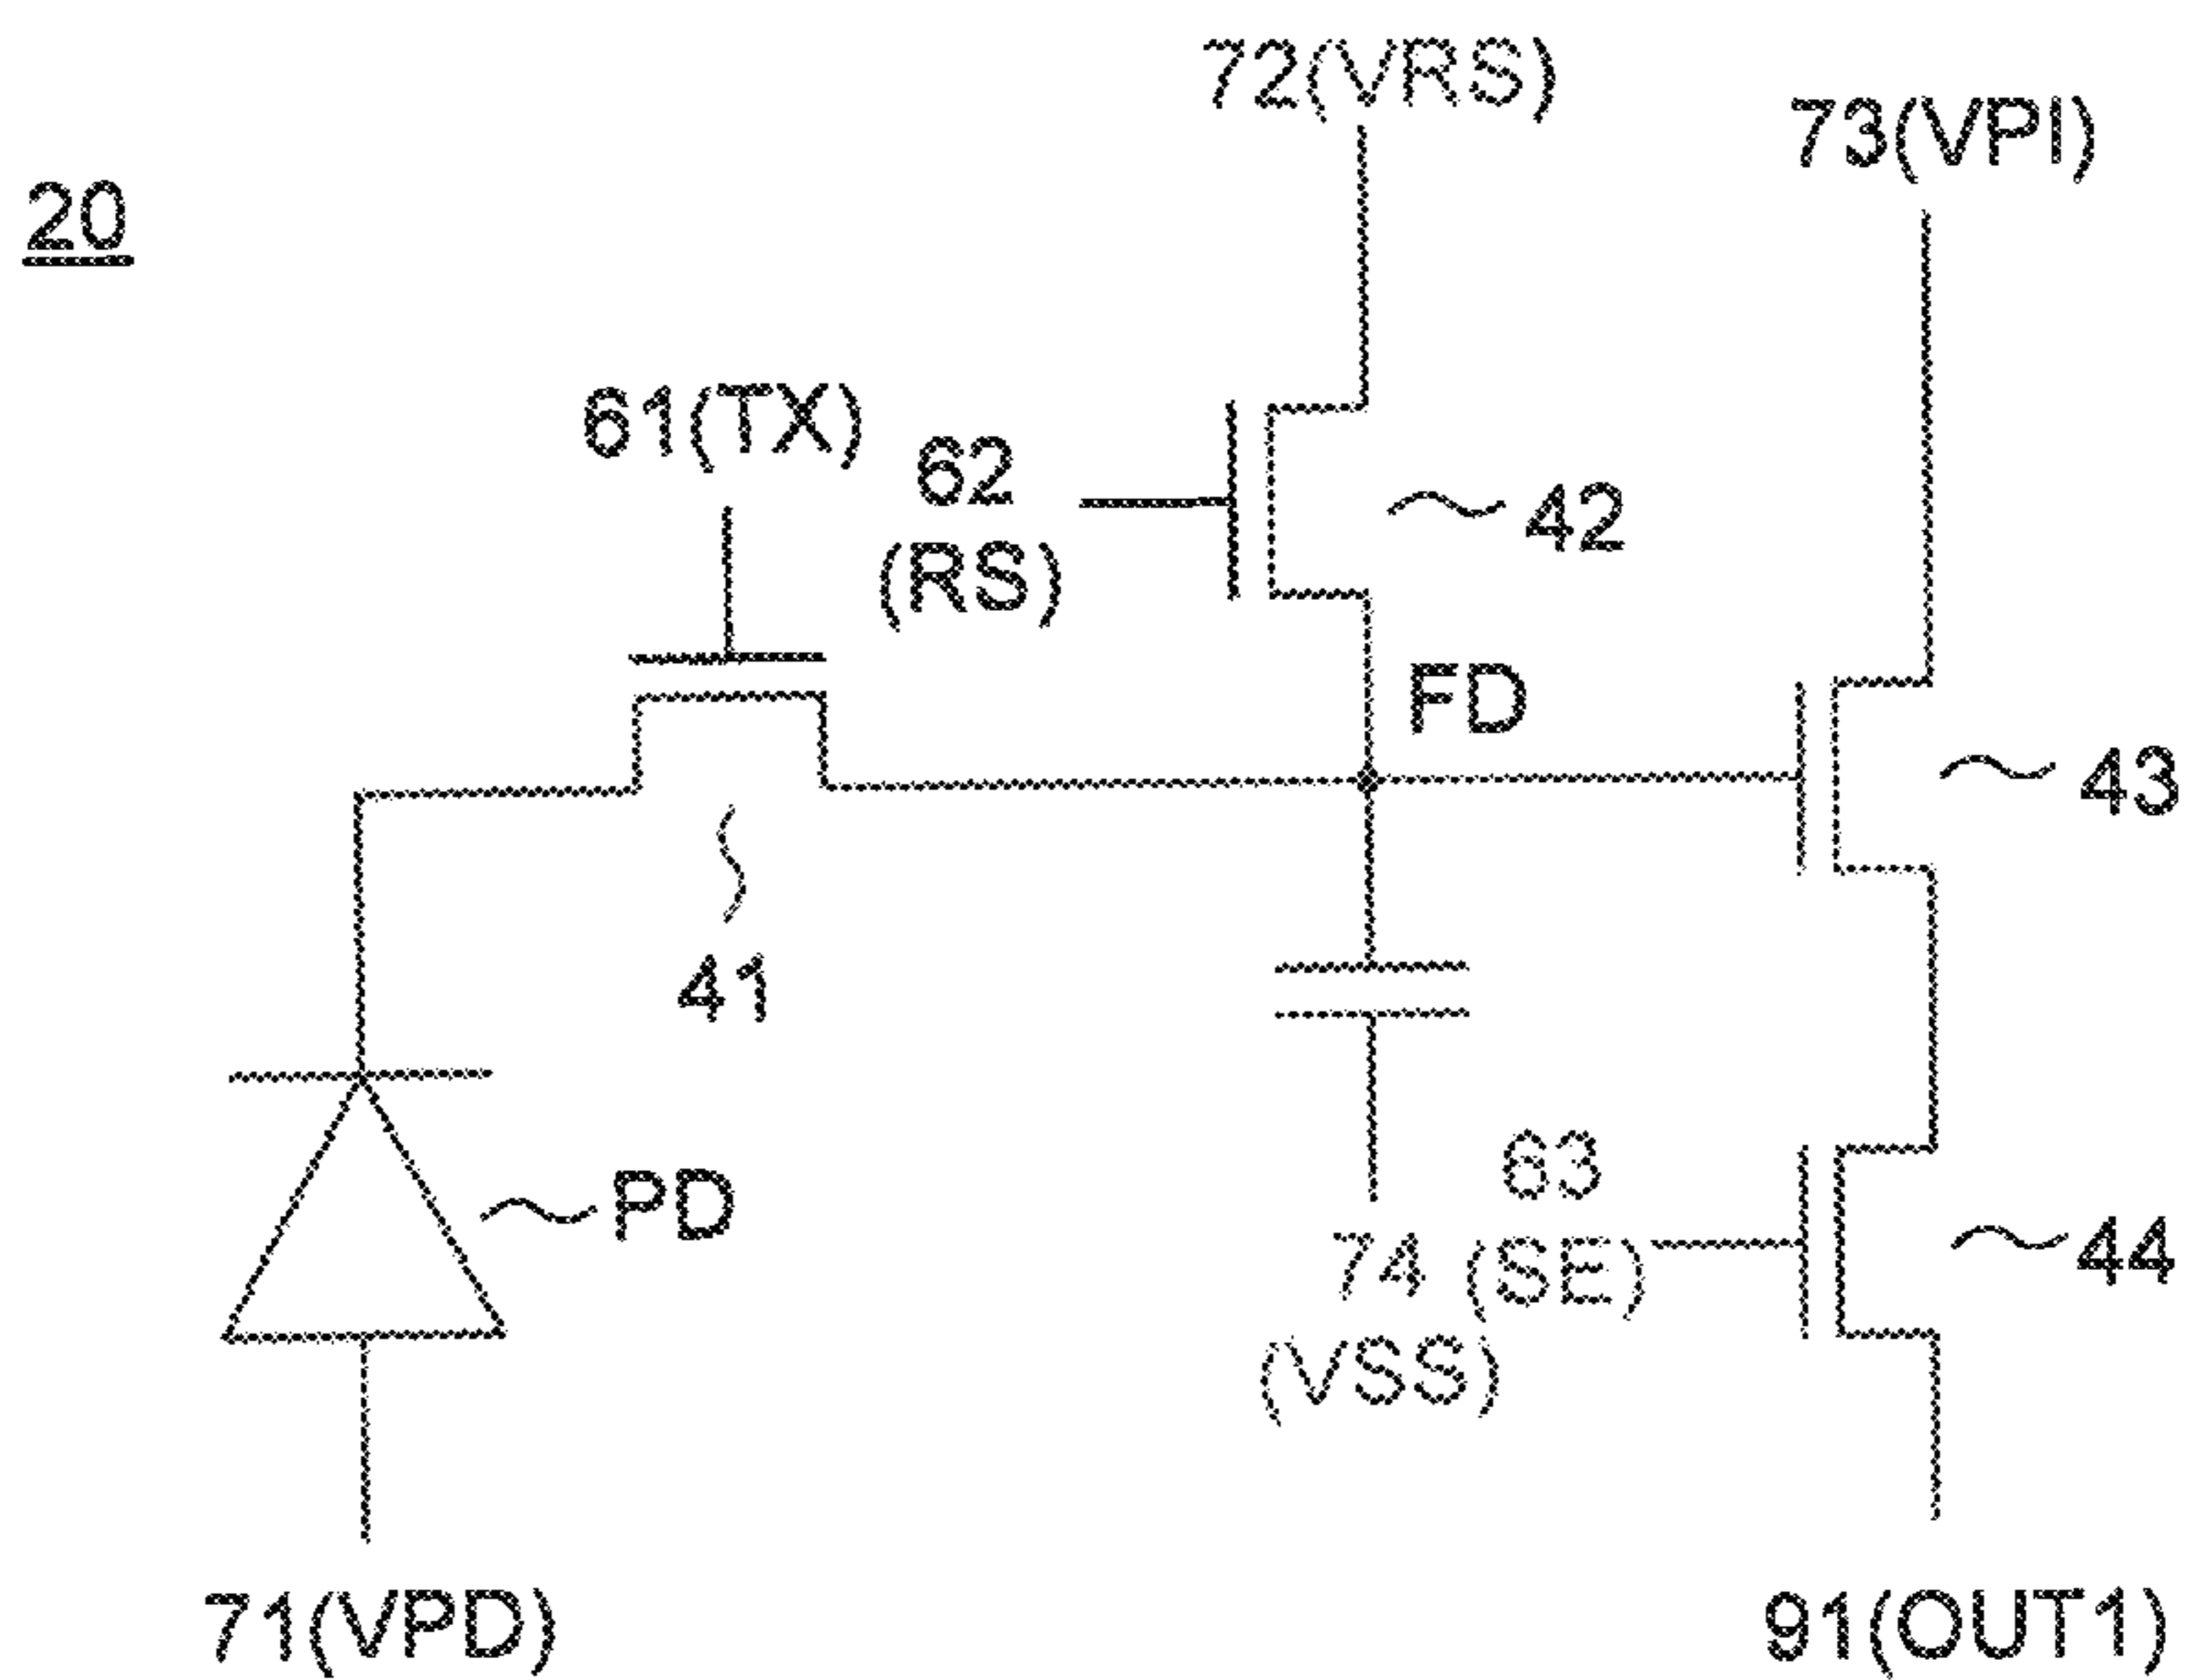 72(VRS)
73(VPI)
20
61(TX)
62
(RS)
42
FD
43
41
63
PD
74
(SE)
44
(VSS)
71(VPD)
91(OUT1)